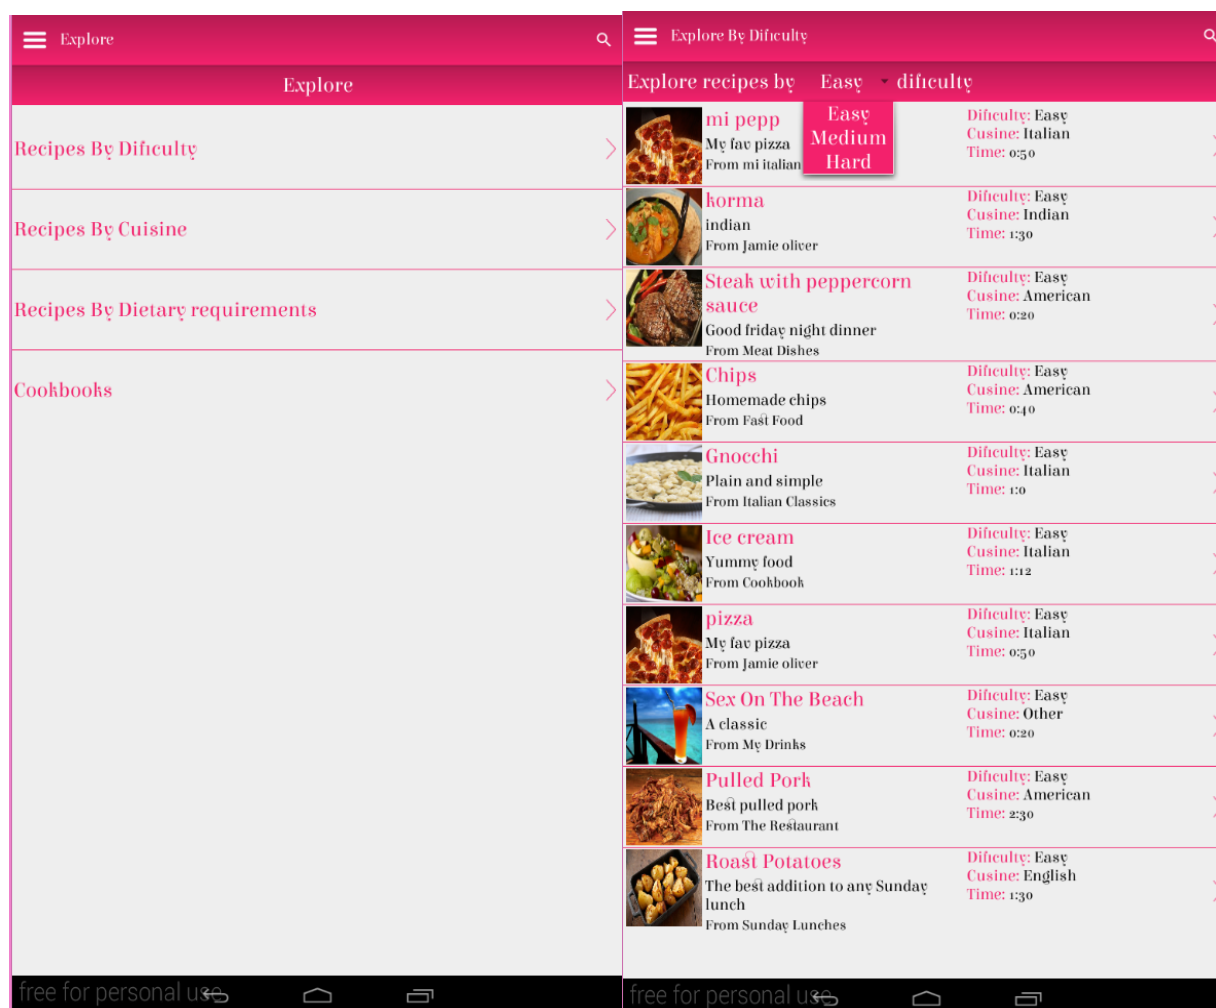 Explore
Explore
Recipes By Dificulty
Recipes By Cuisine
Recipes By Dietary requirements
Cookbooks
free for personal use
Explore By Dificulty
Explore recipes by Easy dificulty
Easy
Medium
Hard
mi pepp
My fav pizza
From mi italian
Dificulty: Easy
Cusine: Italian
Time: 0:50
korma
indian
From Jamie oliver
Dificulty: Easy
Cusine: Indian
Time: 1:30
Steak with peppercorn
sauce
Good friday night dinner
From Meat Dishes
Dificulty: Easy
Cusine: American
Time: 0:20
Chips
Homemade chips
From Fast Food
Dificulty: Easy
Cusine: American
Time: 0:40
Gnocchi
Plain and simple
From Italian Classics
Dificulty: Easy
Cusine: Italian
Time: 1:0
Ice cream
Yummy food
From Cookbook
Dificulty: Easy
Cusine: Italian
Time: 1:12
pizza
My fav pizza
From Jamie oliver
Dificulty: Easy
Cusine: Italian
Time: 0:50
Sex On The Beach
A classic
From My Drinks
Dificulty: Easy
Cusine: Other
Time: 0:20
Pulled Pork
Best pulled pork
From The Restaurant
Dificulty: Easy
Cusine: American
Time: 2:30
Roast Potatoes
The best addition to any Sunday
lunch
From Sunday Lunches
Dificulty: Easy
Cusine: English
Time: 1:30
free for personal use